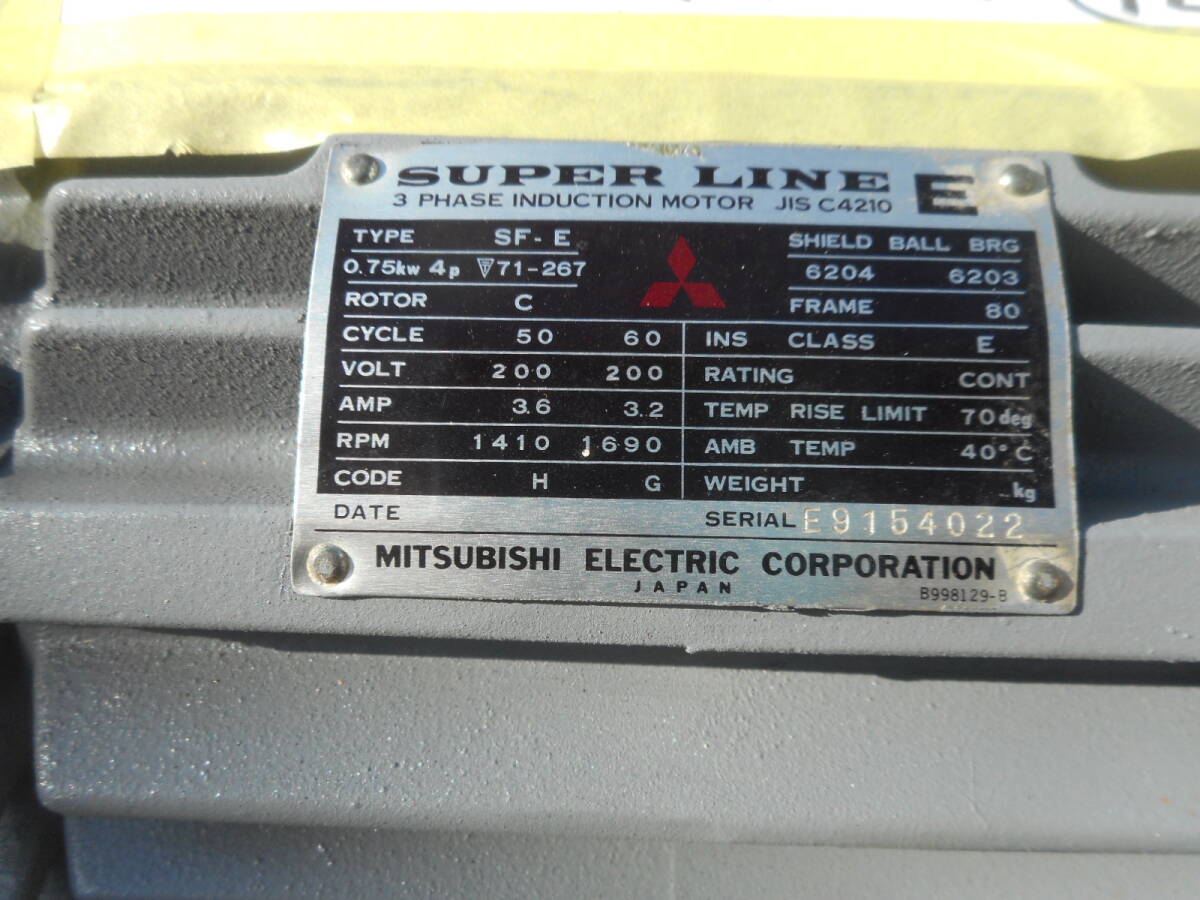 SUPER LINE E
3 PHASE INDUCTION MOTOR JIS C4210
TYPE SF-E
SHIELD BALL BRG
0.75kw 4p 71-267
6204 6203
ROTOR C
FRAME 80
CYCLE 50 60
INS CLASS E
VOLT 200 200
RATING CONT
AMP 3.6 3.2
TEMP RISE LIMIT 70deg
RPM 1410 1690
AMB TEMP 40°C
CODE H G
WEIGHT kg
DATE
SERIAL E9154022
MITSUBISHI ELECTRIC CORPORATION
JAPAN
B998129-B